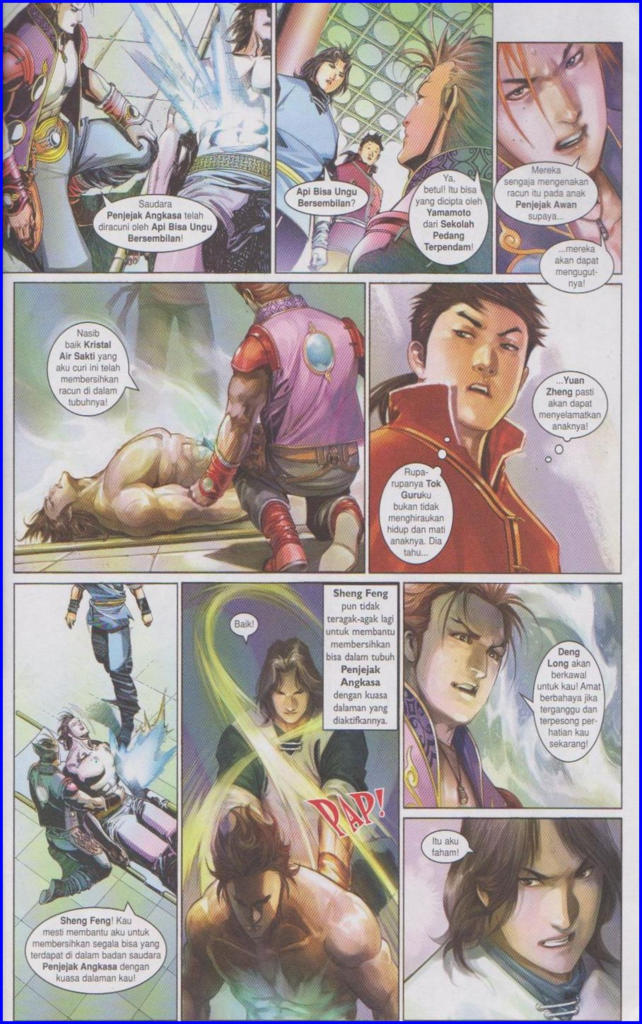 Saudara
Penjejak Angkasa telah
diracuni oleh Api Bisa Ungu
Bersembilan!
Api Bisa Ungu
Bersembilan?
Ya,
betul! Itu bisa
yang dicipta oleh
Yamamoto
dari Sekolah
Pedang
Terpendam!
Mereka
sengaja mengenakan
racun itu pada anak
Penjejak Awan
supaya...
...mereka
akan dapat
mengugut-
nya!
Nasib
baik Kristal
Air Sakti yang
aku curi ini telah
membersihkan
racun di dalam
tubuhnya!
Rupa-
rupanya Tok
Guruku
bukan tidak
menghiraukan
hidup dan mati
anaknya. Dia
tahu...
...Yuan
Zheng pasti
akan dapat
menyelamatkan
anaknya!
Sheng Feng! Kau
mesti membantu aku untuk
membersihkan segala bisa yang
terdapat di dalam badan saudara
Penjejak Angkasa dengan
kuasa dalaman kau!
Baik!
Sheng Feng
pun tidak
teragak-agak lagi
untuk membantu
membersihkan
bisa dalam tubuh
Penjejak
Angkasa
dengan kuasa
dalaman yang
diaktifkannya.
PAP!
Deng
Long akan
berkawal
untuk kau! Amat
berbahaya jika
terganggu dan
terpesong per-
hatian kau
sekarang!
Itu aku
faham!